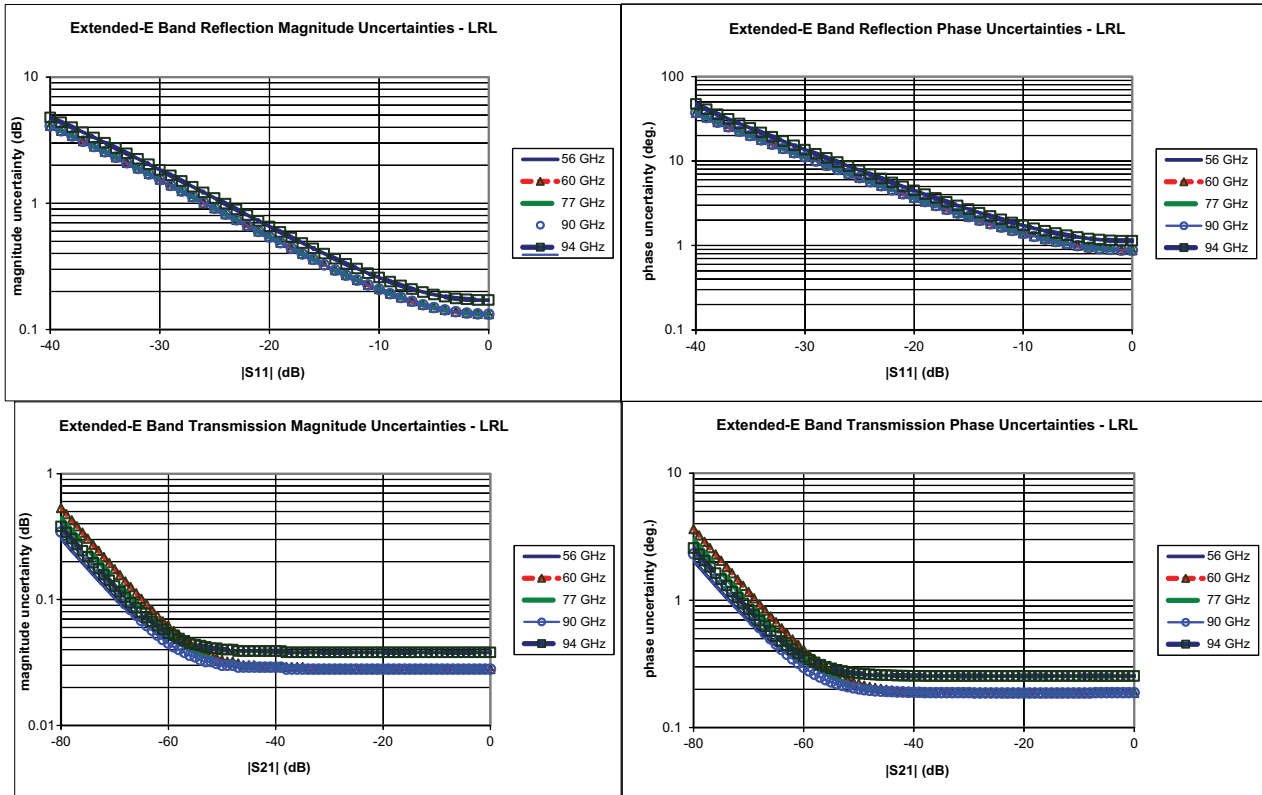 Extended-E Band Reflection Magnitude Uncertainties - LRL
magnitude uncertainty (dB)
10
1
0.1
-40
-30
-20
-10
0
|S11| (dB)
56 GHz
60 GHz
77 GHz
90 GHz
94 GHz
Extended-E Band Reflection Phase Uncertainties - LRL
phase uncertainty (deg.)
100
10
1
0.1
-40
-30
-20
-10
0
|S11| (dB)
56 GHz
60 GHz
77 GHz
90 GHz
94 GHz
Extended-E Band Transmission Magnitude Uncertainties - LRL
magnitude uncertainty (dB)
1
0.1
0.01
-80
-60
-40
-20
0
|S21| (dB)
56 GHz
60 GHz
77 GHz
90 GHz
94 GHz
Extended-E Band Transmission Phase Uncertainties - LRL
phase uncertainty (deg.)
10
1
0.1
-80
-60
-40
-20
0
|S21| (dB)
56 GHz
60 GHz
77 GHz
90 GHz
94 GHz